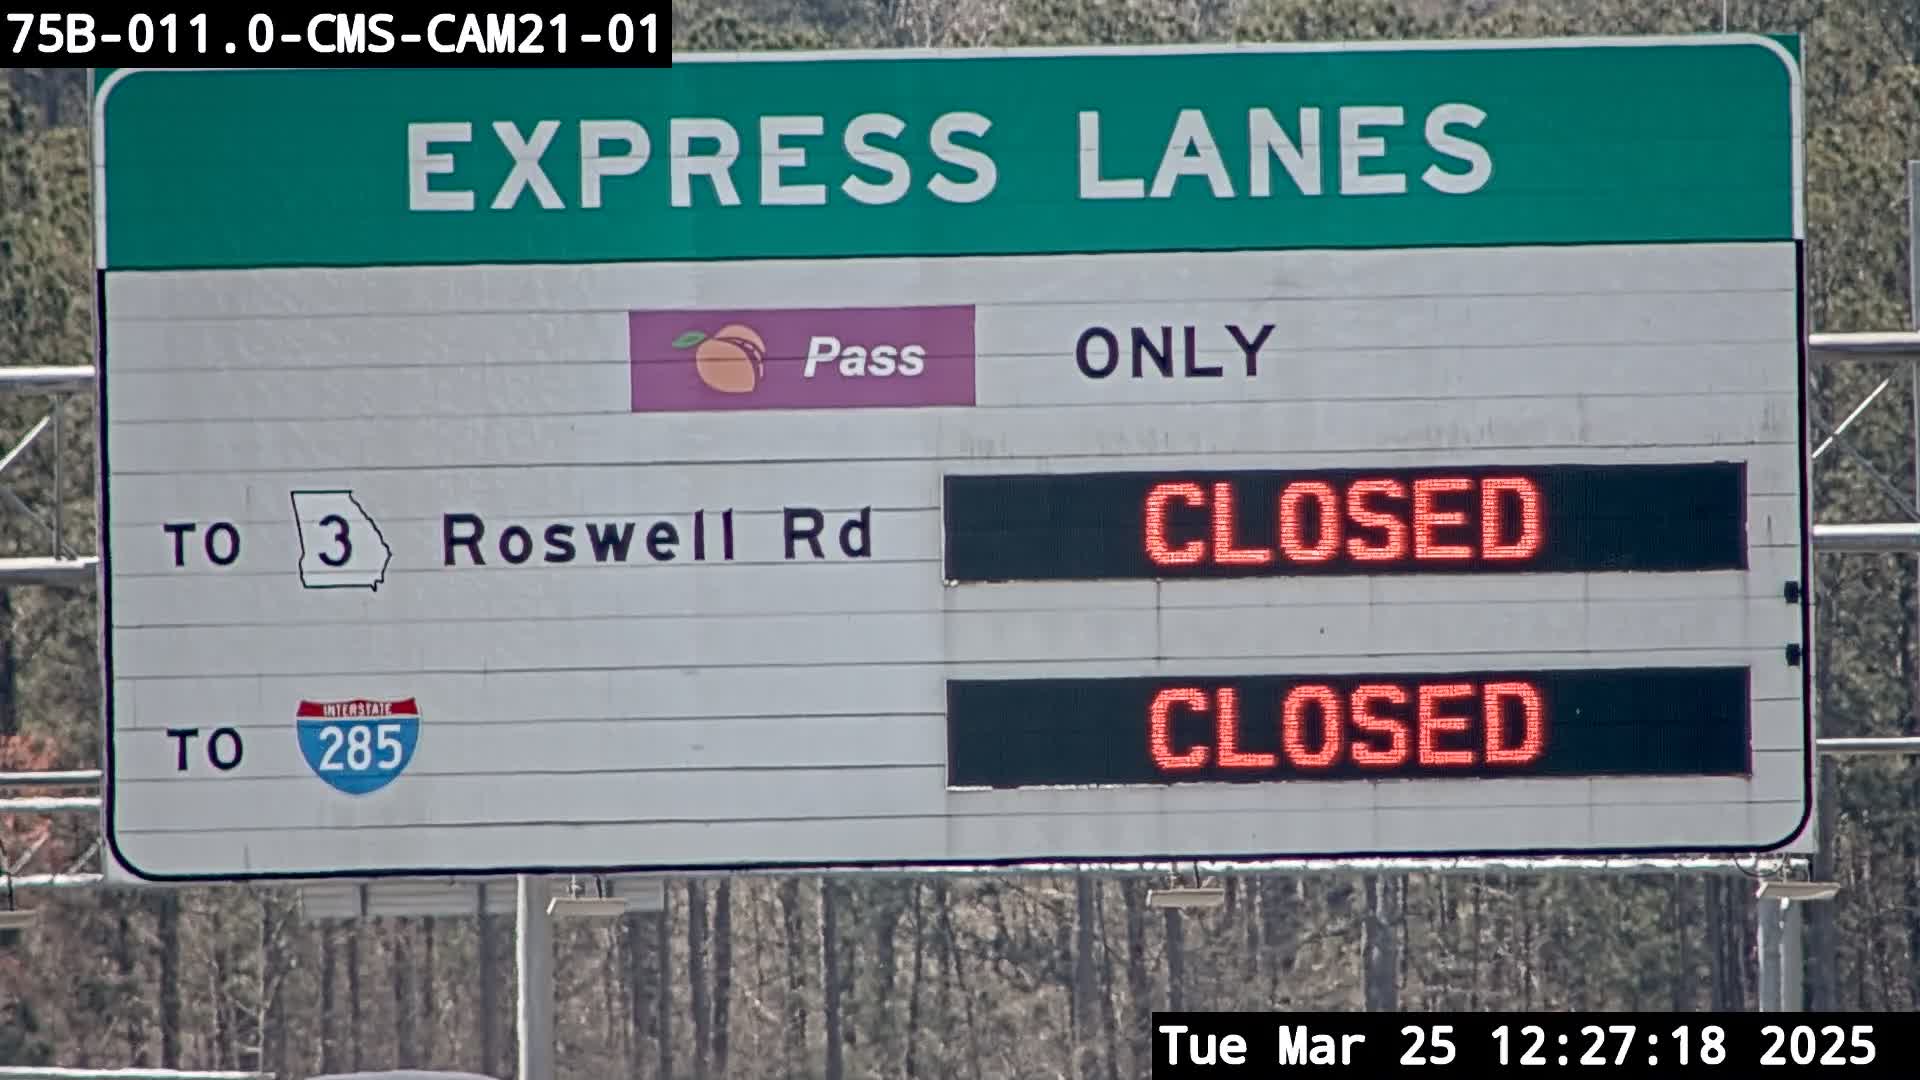 75B-011.0-CMS-CAM21-01
EXPRESS LANES
Pass ONLY
TO 3 Roswell Rd CLOSED
INTERSTATE
TO 285 CLOSED
Tue Mar 25 12:27:18 2025